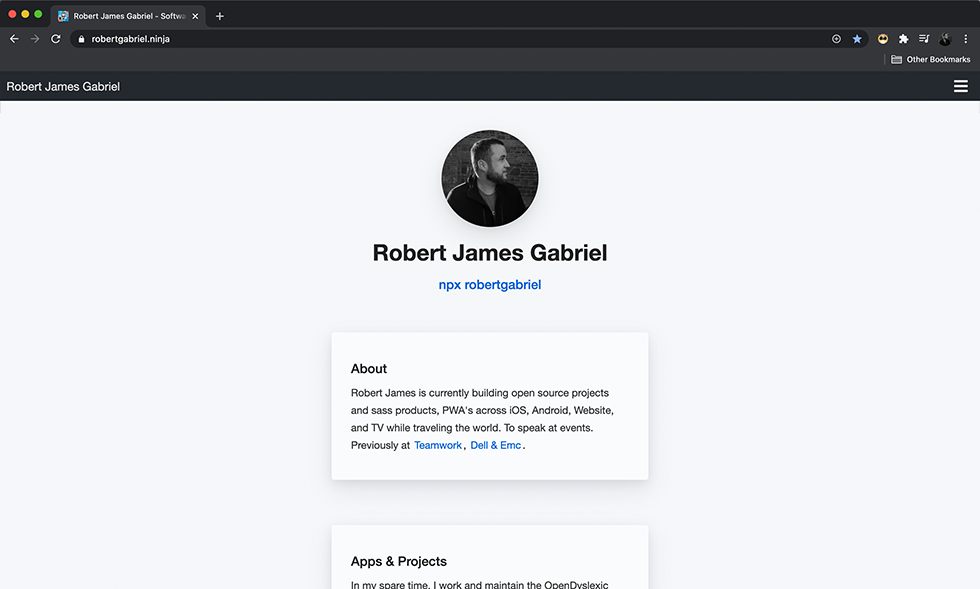 Robert James Gabriel - Softwa
robertgabriel.ninja
Other Bookmarks
Robert James Gabriel
Robert James Gabriel
npx robertgabriel
About
Robert James is currently building open source projects
and sass products, PWA's across iOS, Android, Website,
and TV while traveling the world. To speak at events.
Previously at Teamwork, Dell & Emc.
Apps & Projects
In my spare time, I work and maintain the OpenDyslexic